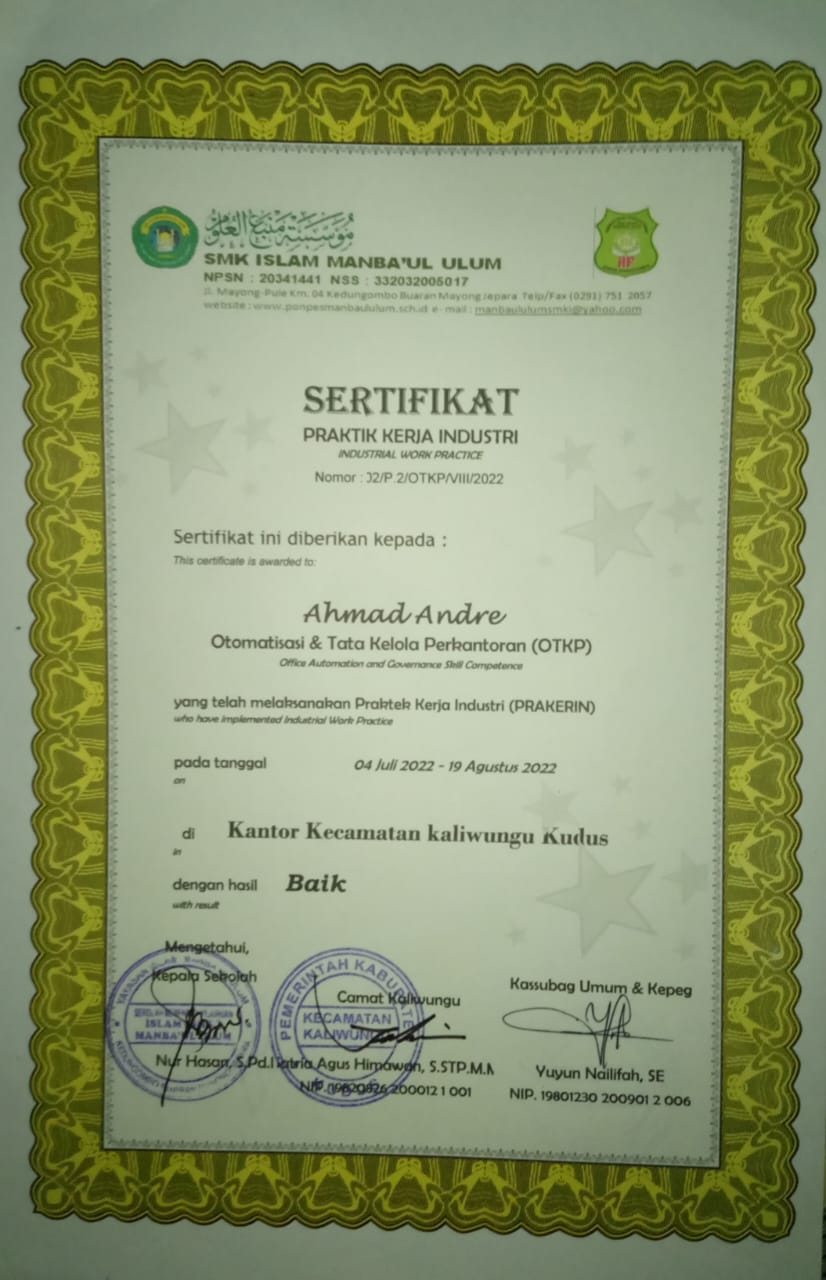 مؤسسة منبع العلوم
SMK ISLAM MANBA'UL ULUM
NPSN : 20341441 NSS : 332032005017
Jl. Mayong-Pule Km. 04 Kedungombo Buaran Mayong Jepara Telp/Fax (0291) 751 2057
website : www.ponpesmanbaululum.sch.id e- mail : manbaululumsmki@yahoo.com
HF
SERTIFIKAT
PRAKTIK KERJA INDUSTRI
INDUSTRIAL WORK PRACTICE
Nomor : 02/P.2/OTKP/VIII/2022
Sertifikat ini diberikan kepada :
This certificate is awarded to:
Ahmad Andre
Otomatisasi & Tata Kelola Perkantoran (OTKP)
Office Automation and Governance Skill Competence
yang telah melaksanakan Praktek Kerja Industri (PRAKERIN)
who have implemented Industrial Work Practice
pada tanggal 04 Juli 2022 - 19 Agustus 2022
on
di Kantor Kecamatan kaliwungu Kudus
in
dengan hasil Baik
with result
Mengetahui,
Kepala Sekolah
Camat Kaliwungu
Kassubag Umum & Kepeg
PEMERINTAH KABUPATE
KECAMATAN
KALIWUN
ISLAM
MANBA'UL ULUM
Nur Hasan, S.Pd.I
Satria Agus Himawan, S.STP.M.M
NIP. 19820826 200012 1 001
Yuyun Nailifah, SE
NIP. 19801230 200901 2 006